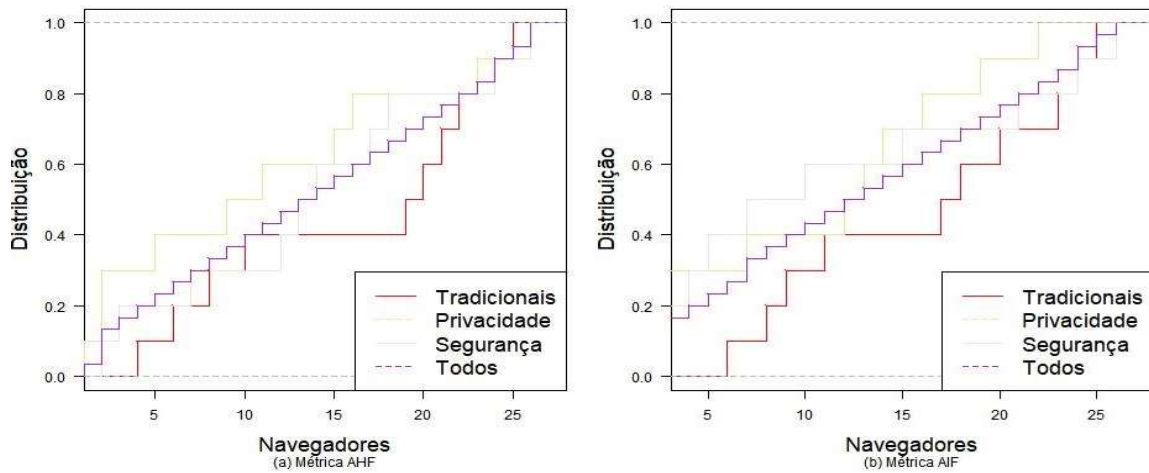 1.0
0.8
0.6
0.4
0.2
0.0
Distribuição
5 10 15 20 25
Navegadores
(a) Métrica AHF
Tradicionais
Privacidade
Segurança
Todos
1.0
0.8
0.6
0.4
0.2
0.0
Distribuição
5 10 15 20 25
Navegadores
(b) Métrica AIF
Tradicionais
Privacidade
Segurança
Todos